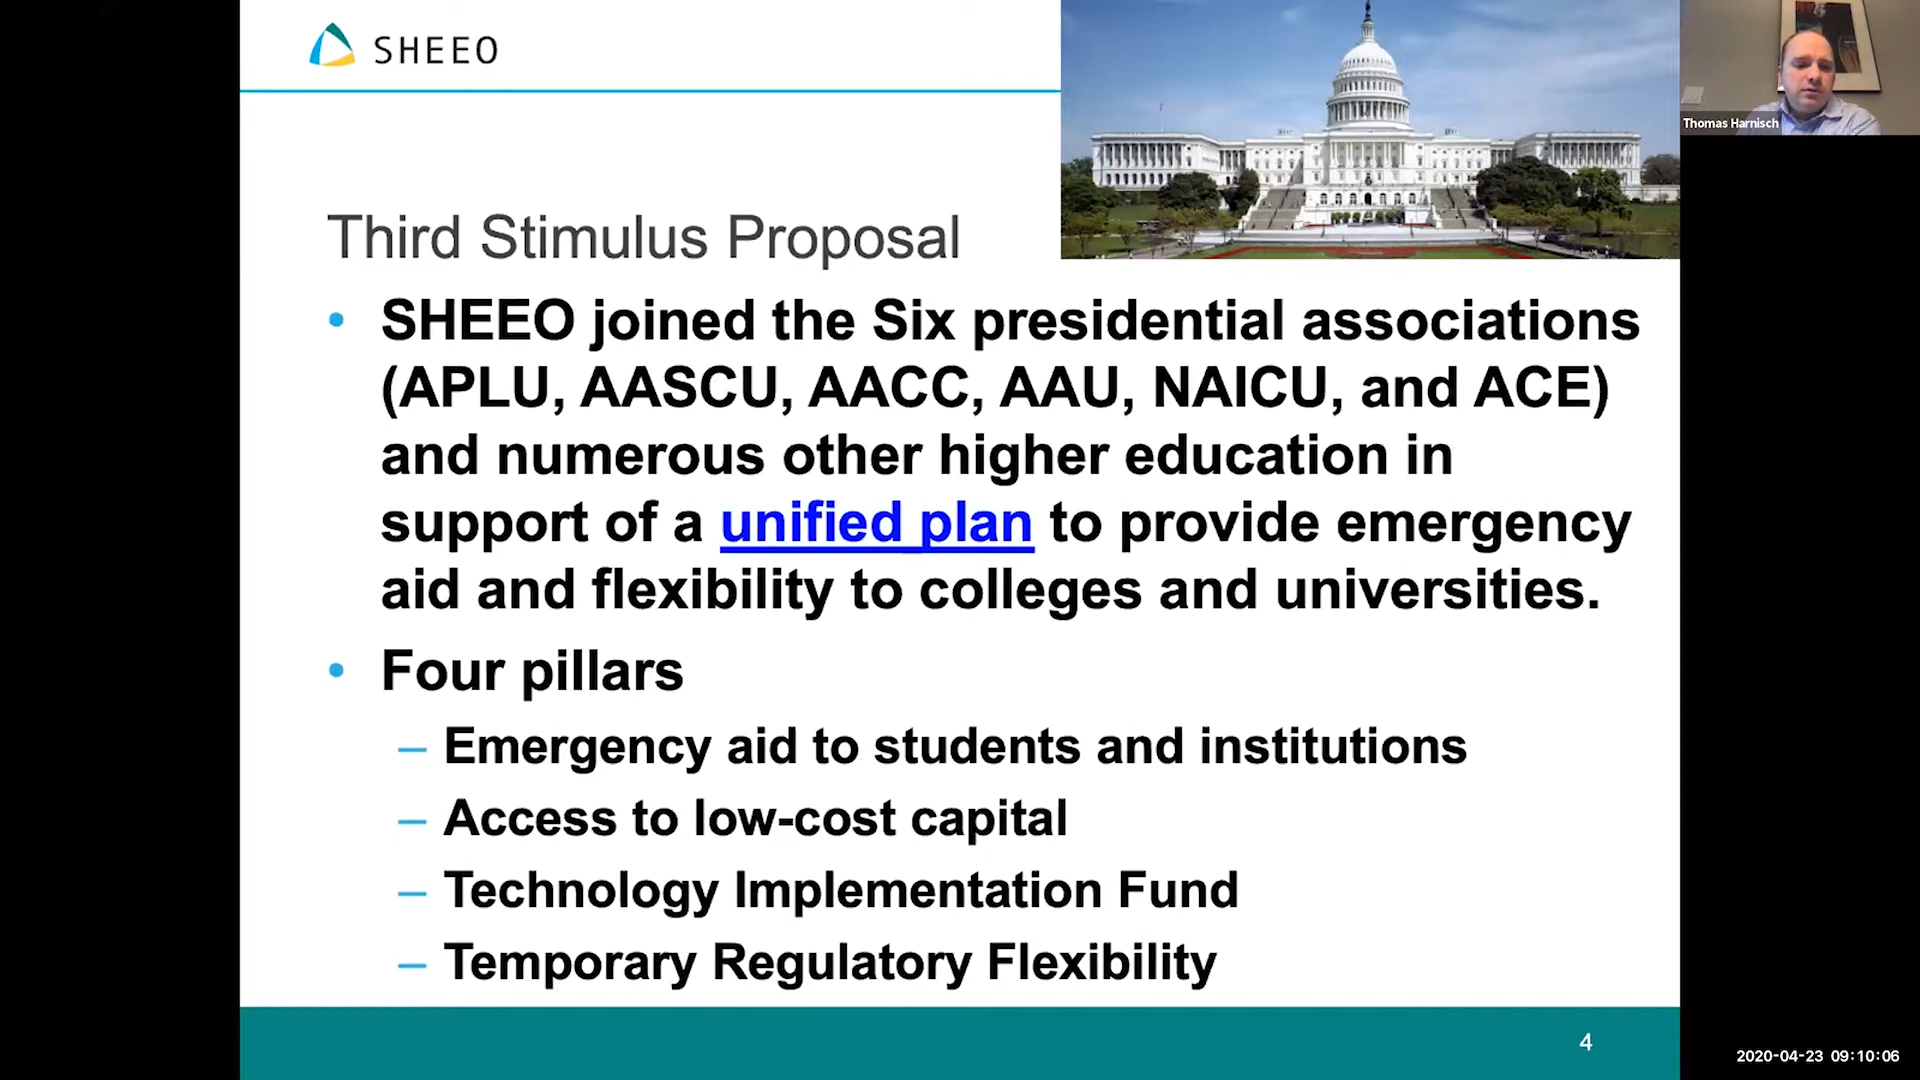 SHEEO
Thomas Harnisch
Third Stimulus Proposal
• SHEEO joined the Six presidential associations
(APLU, AASCU, AACC, AAU, NAICU, and ACE)
and numerous other higher education in
support of a unified plan to provide emergency
aid and flexibility to colleges and universities.
• Four pillars
– Emergency aid to students and institutions
– Access to low-cost capital
– Technology Implementation Fund
– Temporary Regulatory Flexibility
4
2020-04-23 09:10:06